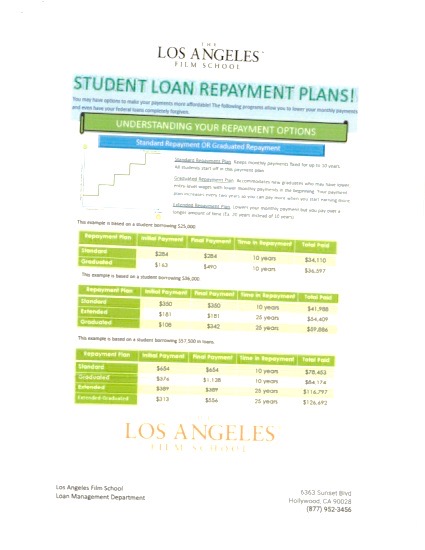 THE
LOS ANGELES
FILM SCHOOL
STUDENT LOAN REPAYMENT PLANS!
You may have options to make your payments more affordable! The following programs allow you to lower your monthly payments
and even have your federal loans completely forgiven.
UNDERSTANDING YOUR REPAYMENT OPTIONS
Standard Repayment OR Graduated Repayment
Standard Repayment Plan: Keeps monthly payments fixed for up to 10 years.
All students start off in this payment plan
Graduated Repayment Plan: Accommodates new graduates who may have lower
entry level wages with lower monthly payments in the beginning. Your payment
plan increases every two years so you can pay more when you start earning more
Extended Repayment Plan: Lowers your monthly payment but you pay over a
longer amount of time (Ex. 25 years instead of 10 years)
This example is based on a student borrowing $25,000
Repayment Plan Initial Payment Final Payment Time in Repayment Total Paid
Standard $284 $284 10 years $34,110
Graduated $163 $490 10 years $36,597
This example is based on a student borrowing $36,000
Repayment Plan Initial Payment Final Payment Time in Repayment Total Paid
Standard $350 $350 10 years $41,988
Extended $181 $181 25 years $54,409
Graduated $108 $342 25 years $59,886
This example is based on a student borrowing $57,500 in loans
Repayment Plan Initial Payment Final Payment Time in Repayment Total Paid
Standard $654 $654 10 years $78,453
Graduated $376 $1,128 10 years $84,174
Extended $389 $389 25 years $116,797
Extended-Graduated $313 $556 25 years $126,692
LOS ANGELES
FILM SCHOOL
Los Angeles Film School
Loan Management Department
6363 Sunset Blvd
Hollywood, CA 90028
(877) 952-3456